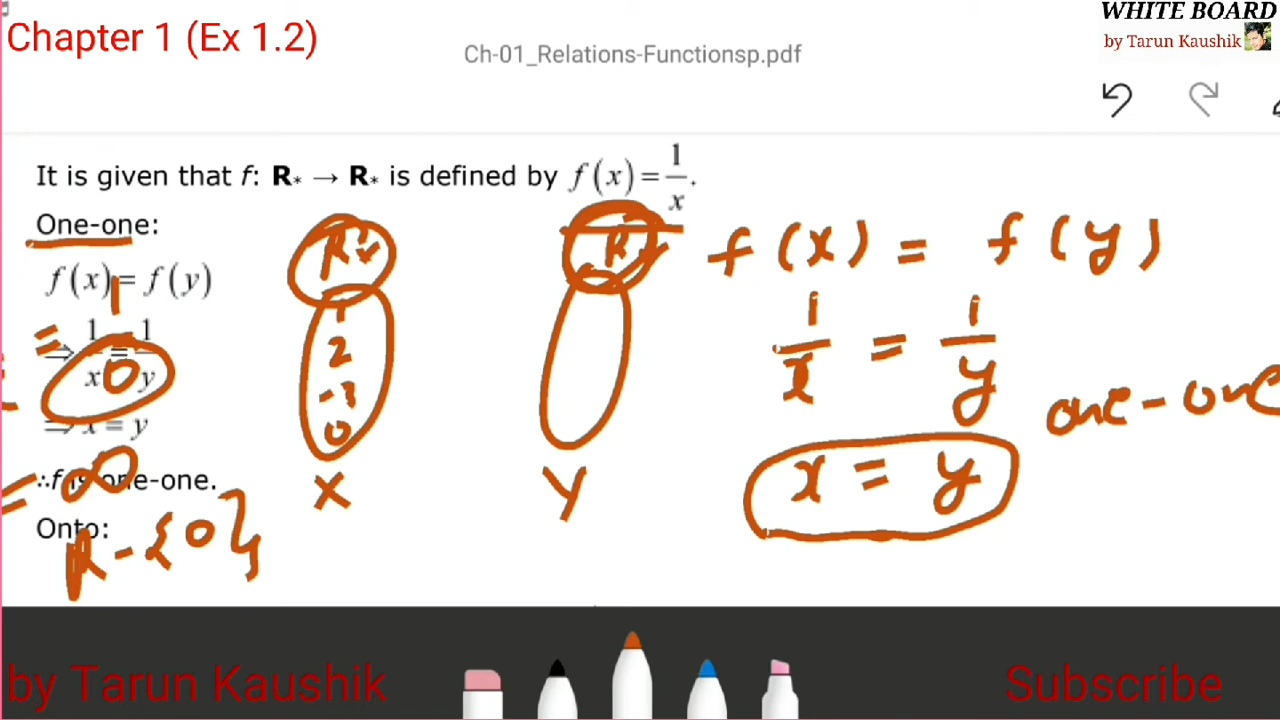 Chapter 1 (Ex 1.2)
WHITE BOARD
by Tarun Kaushik
Ch-01_Relations-Functionsp.pdf
It is given that f: R* → R* is defined by f(x) = 1/x.
One-one:
f(x) = f(y)
⇒ 1/x = 1/y
⇒ x = y
∴ f is one-one.
Onto:
= 1/0
= ∞
R - {0}
R*
1
2
-3
0
X
R*
Y
f(x) = f(y)
1/x = 1/y
x = y
one-one
by Tarun Kaushik
Subscribe